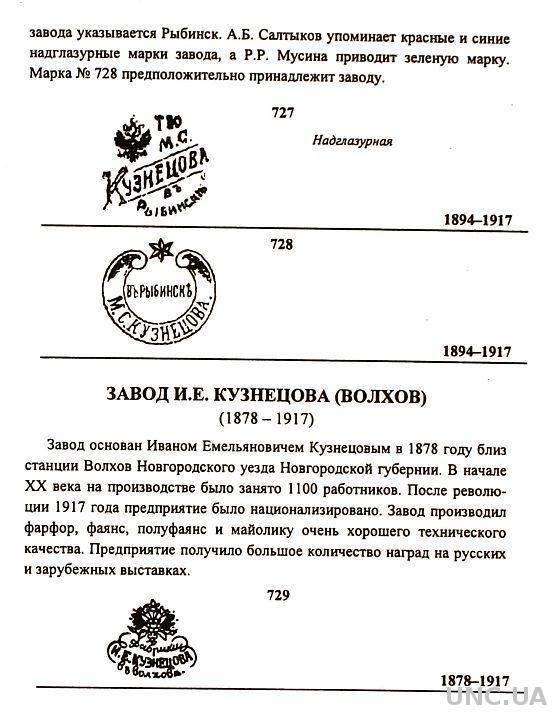 завода указывается Рыбинск. А.Б. Салтыков упоминает красные и синие
надглазурные марки завода, а Р.Р. Мусина приводит зеленую марку.
Марка № 728 предположительно принадлежит заводу.
727
Т-во
М.С.
КУЗНЕЦОВА
въ
РЫБИНСКѢ
Надглазурная
1894–1917
728
ВЪ РЫБИНСКѢ
М.С.КУЗНЕЦОВА.
1894–1917
ЗАВОД И.Е. КУЗНЕЦОВА (ВОЛХОВ)
(1878 – 1917)
Завод основан Иваном Емельяновичем Кузнецовым в 1878 году близ
станции Волхов Новгородского уезда Новгородской губернии. В начале
XX века на производстве было занято 1100 работников. После револю-
ции 1917 года предприятие было национализировано. Завод производил
фарфор, фаянс, полуфаянс и майолику очень хорошего технического
качества. Предприятие получило большое количество наград на русских
и зарубежных выставках.
729
Фабрики
И.Е.КУЗНЕЦОВА
въ Волхове.
1878–1917
UNC.UA